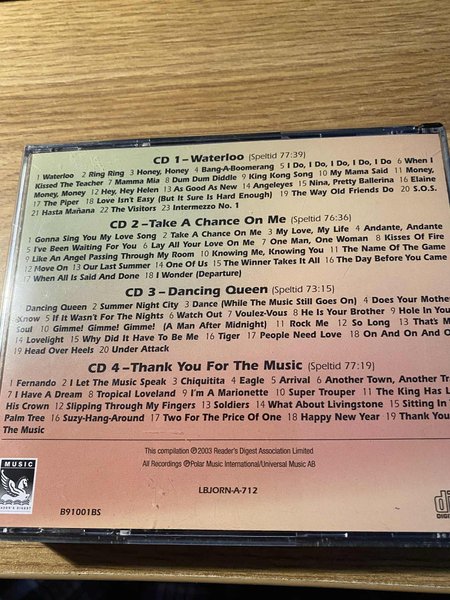 CD 1 – Waterloo (Speltid 77:39)
1 Waterloo 2 Ring Ring 3 Honey, Honey 4 Bang-A-Boomerang 5 I Do, I Do, I Do, I Do, I Do 6 When I
Kissed The Teacher 7 Mamma Mia 8 Dum Dum Diddle 9 King Kong Song 10 My Mama Said 11 Money,
Money, Money 12 Hey, Hey Helen 13 As Good As New 14 Angeleyes 15 Nina, Pretty Ballerina 16 Elaine
17 The Piper 18 Love Isn't Easy (But It Sure Is Hard Enough) 19 The Way Old Friends Do 20 S.O.S.
21 Hasta Mañana 22 The Visitors 23 Intermezzo No. 1
CD 2 – Take A Chance On Me (Speltid 76:36)
1 Gonna Sing You My Love Song 2 Take A Chance On Me 3 My Love, My Life 4 Andante, Andante
5 I've Been Waiting For You 6 Lay All Your Love On Me 7 One Man, One Woman 8 Kisses Of Fire
9 Like An Angel Passing Through My Room 10 Knowing Me, Knowing You 11 The Name Of The Game
12 Move On 13 Our Last Summer 14 One Of Us 15 The Winner Takes It All 16 The Day Before You Came
17 When All Is Said And Done 18 I Wonder (Departure)
CD 3 – Dancing Queen (Speltid 73:15)
Dancing Queen 2 Summer Night City 3 Dance (While The Music Still Goes On) 4 Does Your Mother
Know 5 If It Wasn't For The Nights 6 Watch Out 7 Voulez-Vous 8 He Is Your Brother 9 Hole In Your
Soul 10 Gimme! Gimme! Gimme! (A Man After Midnight) 11 Rock Me 12 So Long 13 That's Me
14 Lovelight 15 Why Did It Have To Be Me 16 Tiger 17 People Need Love 18 On And On And On
19 Head Over Heels 20 Under Attack
CD 4 – Thank You For The Music (Speltid 77:19)
1 Fernando 2 I Let The Music Speak 3 Chiquitita 4 Eagle 5 Arrival 6 Another Town, Another Tr
7 I Have A Dream 8 Tropical Loveland 9 I'm A Marionette 10 Super Trouper 11 The King Has L
His Crown 12 Slipping Through My Fingers 13 Soldiers 14 What About Livingstone 15 Sitting In
Palm Tree 16 Suzy-Hang-Around 17 Two For The Price Of One 18 Happy New Year 19 Thank You
The Music
This compilation ℗2003 Reader's Digest Association Limited
All Recordings ℗Polar Music International/Universal Music AB
MUSIC
READER'S DIGEST
LBJORN-A-712
B91001BS